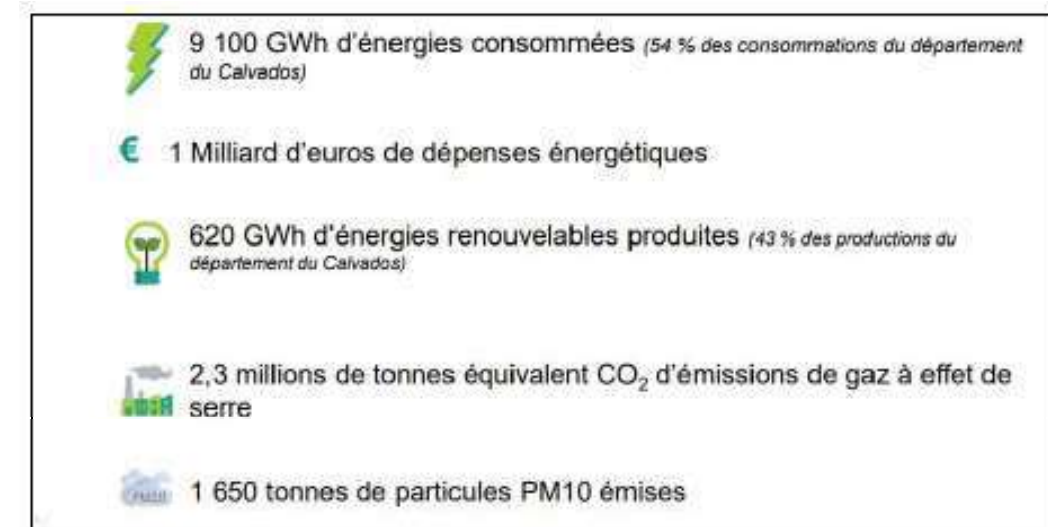 9 100 GWh d'énergies consommées (54 % des consommations du département
du Calvados)
€ 1 Milliard d'euros de dépenses énergétiques
620 GWh d'énergies renouvelables produites (43 % des productions du
département du Calvados)
2,3 millions de tonnes équivalent CO₂ d'émissions de gaz à effet de
serre
1 650 tonnes de particules PM10 émises